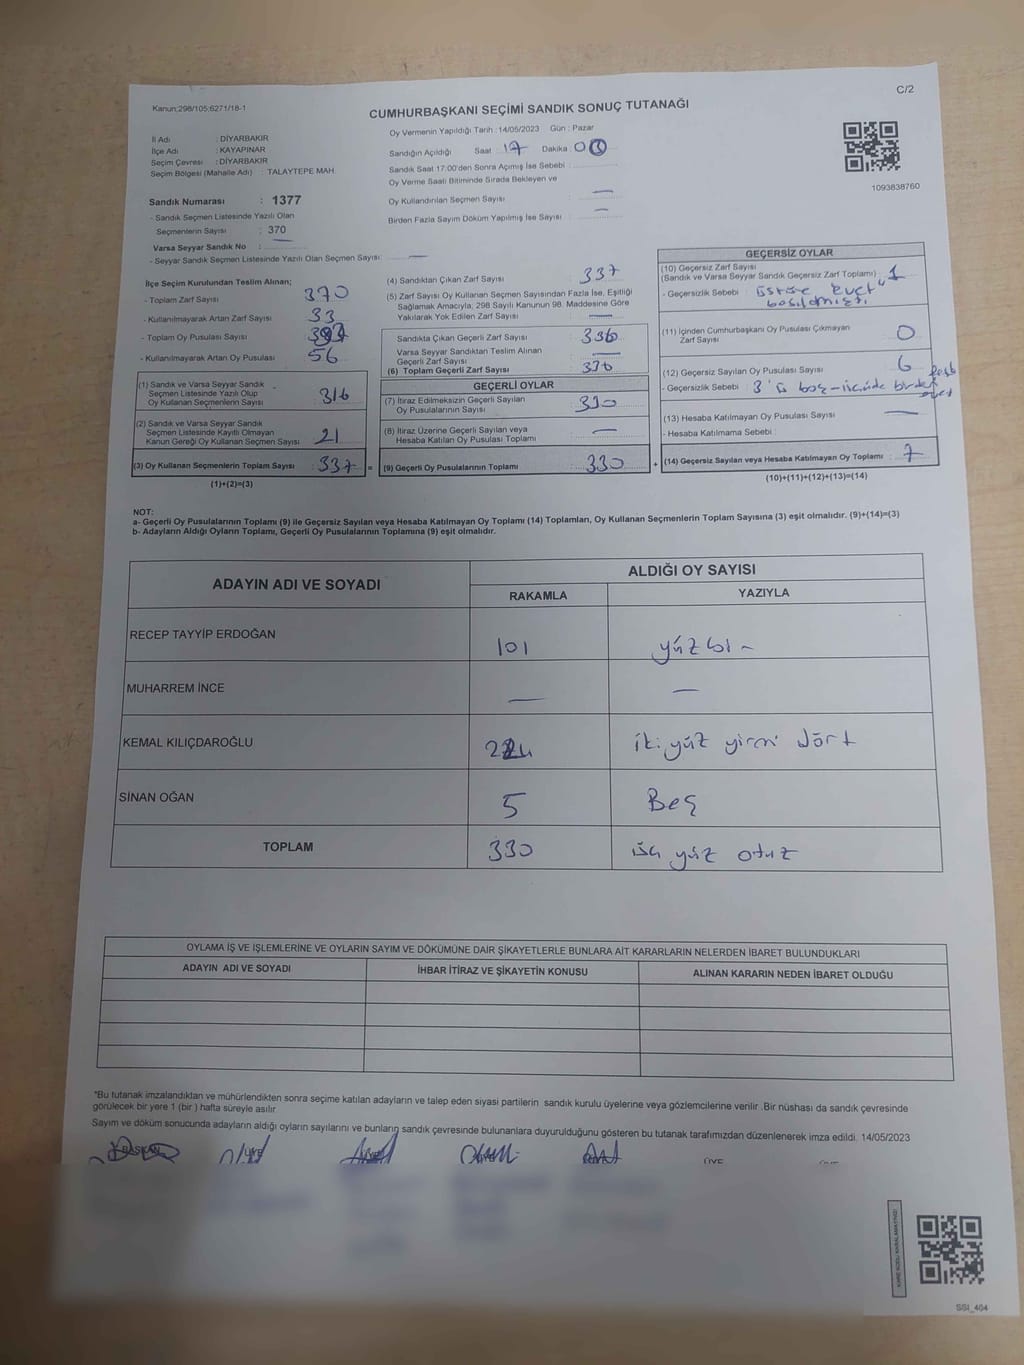 Kanun;298/105;6271/18-1
C/2
CUMHURBAŞKANI SEÇİMİ SANDIK SONUÇ TUTANAĞI
İl Adı : DİYARBAKIR
İlçe Adı : KAYAPINAR
Seçim Çevresi : DİYARBAKIR
Seçim Bölgesi (Mahalle Adı) : TALAYTEPE MAH.
Sandık Numarası : 1377
- Sandık Seçmen Listesinde Yazılı Olan
Seçmenlerin Sayısı : 370
Varsa Seyyar Sandık No : —
- Seyyar Sandık Seçmen Listesinde Yazılı Olan Seçmen Sayısı: —
Oy Vermenin Yapıldığı Tarih : 14/05/2023 Gün : Pazar
Sandığın Açıldığı Saat : 17 Dakika :
Sandık Saat 17:00'den Sonra Açımış İse Sebebi :
Oy Verme Saati Bitiminde Sırada Bekleyen ve
Oy Kullandırılan Seçmen Sayısı : —
Birden Fazla Sayım Döküm Yapılmış İse Sayısı : —
1093838760
İlçe Seçim Kurulundan Teslim Alınan;
- Toplam Zarf Sayısı : 370
- Kullanılmayarak Artan Zarf Sayısı : 33
- Toplam Oy Pusulası Sayısı :
- Kullanılmayarak Artan Oy Pusulası : 56
(1) Sandık ve Varsa Seyyar Sandık
Seçmen Listesinde Yazılı Olup
Oy Kullanan Seçmenlerin Sayısı : 316
(2) Sandık ve Varsa Seyyar Sandık
Seçmen Listesinde Kayıtlı Olmayan
Kanun Gereği Oy Kullanan Seçmen Sayısı : 21
(3) Oy Kullanan Seçmenlerin Toplam Sayısı : 337 =
(1)+(2)=(3)
(4) Sandıktan Çıkan Zarf Sayısı : 337
(5) Zarf Sayısı Oy Kullanan Seçmen Sayısından Fazla İse, Eşitliği
Sağlamak Amacıyla; 298 Sayılı Kanunun 98. Maddesine Göre
Yakılarak Yok Edilen Zarf Sayısı : —
Sandıkta Çıkan Geçerli Zarf Sayısı : 336
Varsa Seyyar Sandıktan Teslim Alınan
Geçerli Zarf Sayısı : —
(6) Toplam Geçerli Zarf Sayısı : 336
GEÇERLİ OYLAR
(7) İtiraz Edilmeksizin Geçerli Sayılan
Oy Pusulalarının Sayısı : 330
(8) İtiraz Üzerine Geçerli Sayılan veya
Hesaba Katılan Oy Pusulası Toplamı : —
(9) Geçerli Oy Pusulalarının Toplamı : 330 +
GEÇERSİZ OYLAR
(10) Geçersiz Zarf Sayısı
(Sandık ve Varsa Seyyar Sandık Geçersiz Zarf Toplamı) : 1
- Geçersizlik Sebebi : üstüne "evet"
basılmıştı
(11) İçinden Cumhurbaşkanı Oy Pusulası Çıkmayan
Zarf Sayısı : 0
(12) Geçersiz Sayılan Oy Pusulası Sayısı : 6
- Geçersizlik Sebebi : 3'ü boş - içinde birden fazla
(13) Hesaba Katılmayan Oy Pusulası Sayısı : —
- Hesaba Katılmama Sebebi :
(14) Geçersiz Sayılan veya Hesaba Katılmayan Oy Toplamı : 7
(10)+(11)+(12)+(13)=(14)
NOT:
a- Geçerli Oy Pusulalarının Toplamı (9) ile Geçersiz Sayılan veya Hesaba Katılmayan Oy Toplamı (14) Toplamları, Oy Kullanan Seçmenlerin Toplam Sayısına (3) eşit olmalıdır. (9)+(14)=(3)
b- Adayların Aldığı Oyların Toplamı, Geçerli Oy Pusulalarının Toplamına (9) eşit olmalıdır.
ADAYIN ADI VE SOYADI
ALDIĞI OY SAYISI
RAKAMLA
YAZIYLA
RECEP TAYYİP ERDOĞAN 101 yüzbir
MUHARREM İNCE — —
KEMAL KILIÇDAROĞLU 224 iki yüz yirmi dört
SİNAN OĞAN 5 Beş
TOPLAM 330 üç yüz otuz
OYLAMA İŞ VE İŞLEMLERİNE VE OYLARIN SAYIM VE DÖKÜMÜNE DAİR ŞİKAYETLERLE BUNLARA AİT KARARLARIN NELERDEN İBARET BULUNDUKLARI
ADAYIN ADI VE SOYADI
İHBAR İTİRAZ VE ŞİKAYETİN KONUSU
ALINAN KARARIN NEDEN İBARET OLDUĞU
*Bu tutanak imzalandıktan ve mühürlendikten sonra seçime katılan adayların ve talep eden siyasi partilerin sandık kurulu üyelerine veya gözlemcilerine verilir .Bir nüshası da sandık çevresinde
görülecek bir yere 1 (bir ) hafta süreyle asılır.
Sayım ve döküm sonucunda adayların aldığı oyların sayılarını ve bunların sandık çevresinde bulunanlara duyurulduğunu gösteren bu tutanak tarafımızdan düzenlenerek imza edildi. 14/05/2023
BAŞKAN ÜYE ÜYE
SSI_464